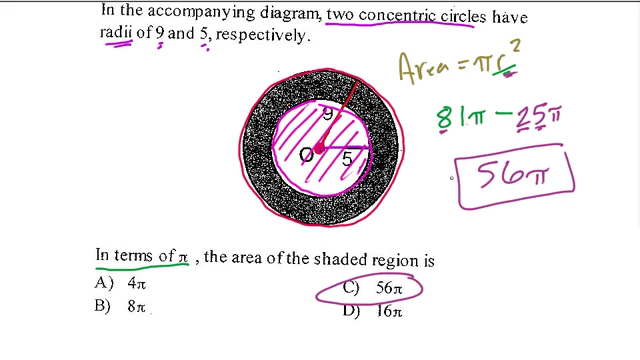 In the accompanying diagram, two concentric circles have
radii of 9 and 5, respectively.
Area = πr²
81π − 25π
56π
9
O
5
In terms of π , the area of the shaded region is
A) 4π
B) 8π
C) 56π
D) 16π